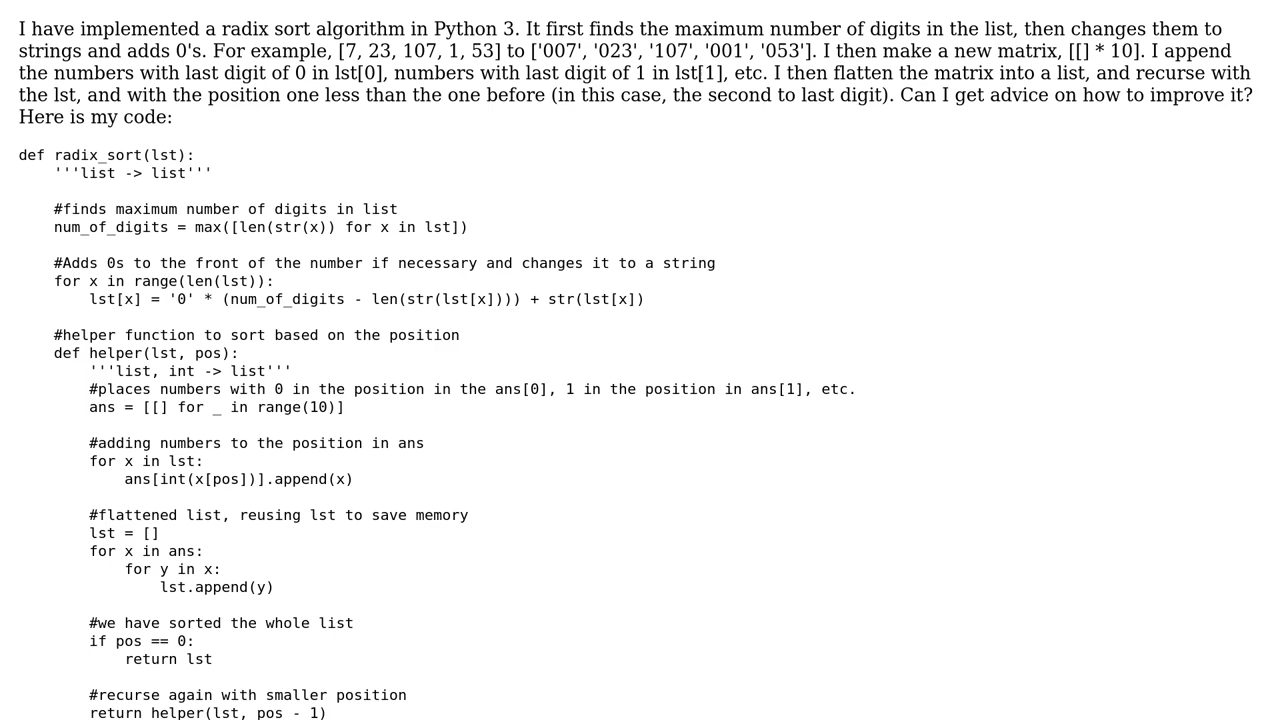 I have implemented a radix sort algorithm in Python 3. It first finds the maximum number of digits in the list, then changes them to
strings and adds 0's. For example, [7, 23, 107, 1, 53] to ['007', '023', '107', '001', '053']. I then make a new matrix, [[] * 10]. I append
the numbers with last digit of 0 in lst[0], numbers with last digit of 1 in lst[1], etc. I then flatten the matrix into a list, and recurse with
the lst, and with the position one less than the one before (in this case, the second to last digit). Can I get advice on how to improve it?
Here is my code:

def radix_sort(lst):
    '''list -> list'''

    #finds maximum number of digits in list
    num_of_digits = max([len(str(x)) for x in lst])

    #Adds 0s to the front of the number if necessary and changes it to a string
    for x in range(len(lst)):
        lst[x] = '0' * (num_of_digits - len(str(lst[x]))) + str(lst[x])

    #helper function to sort based on the position
    def helper(lst, pos):
        '''list, int -> list'''
        #places numbers with 0 in the position in the ans[0], 1 in the position in ans[1], etc.
        ans = [[] for _ in range(10)]

        #adding numbers to the position in ans
        for x in lst:
            ans[int(x[pos])].append(x)

        #flattened list, reusing lst to save memory
        lst = []
        for x in ans:
            for y in x:
                lst.append(y)

        #we have sorted the whole list
        if pos == 0:
            return lst

        #recurse again with smaller position
        return helper(lst, pos - 1)